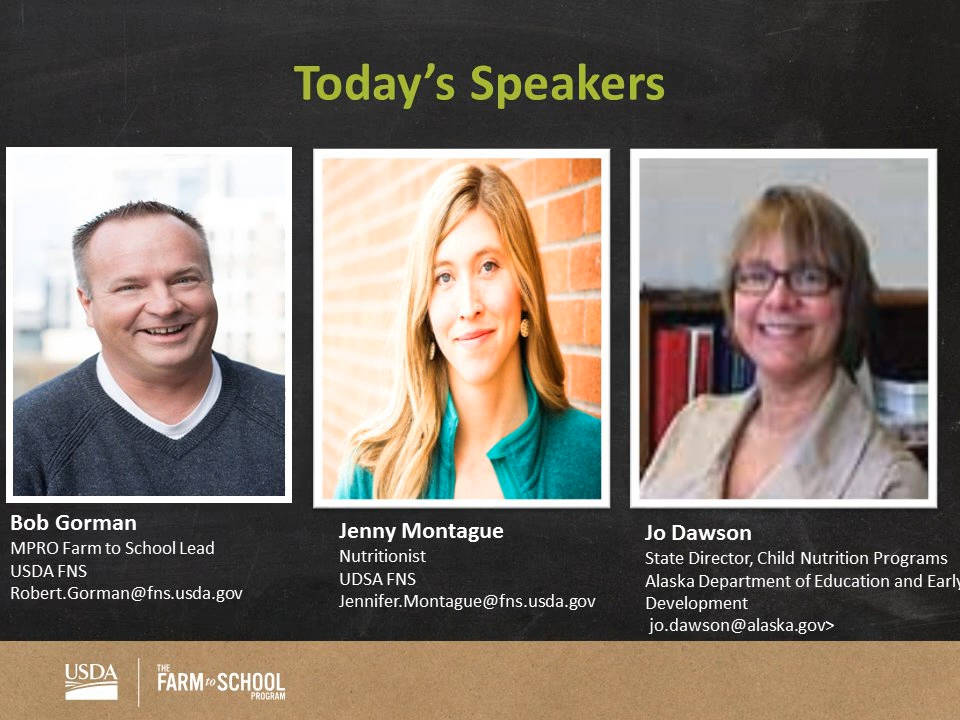 Today’s Speakers
Bob Gorman
MPRO Farm to School Lead
USDA FNS
Robert.Gorman@fns.usda.gov
Jenny Montague
Nutritionist
UDSA FNS
Jennifer.Montague@fns.usda.gov
Jo Dawson
State Director, Child Nutrition Programs
Alaska Department of Education and Early
Development
jo.dawson@alaska.gov>
USDA
THE
FARM to SCHOOL
PROGRAM